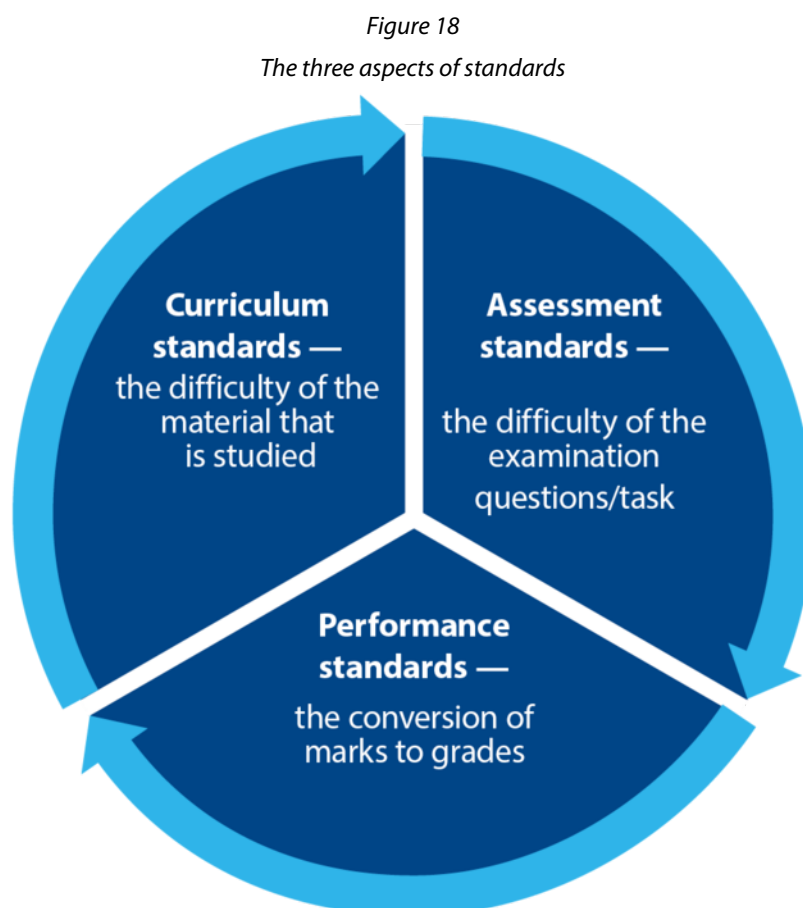 Figure 18
The three aspects of standards
Curriculum
standards —
the difficulty of the
material that
is studied
Assessment
standards —
the difficulty of the
examination
questions/task
Performance
standards —
the conversion of
marks to grades